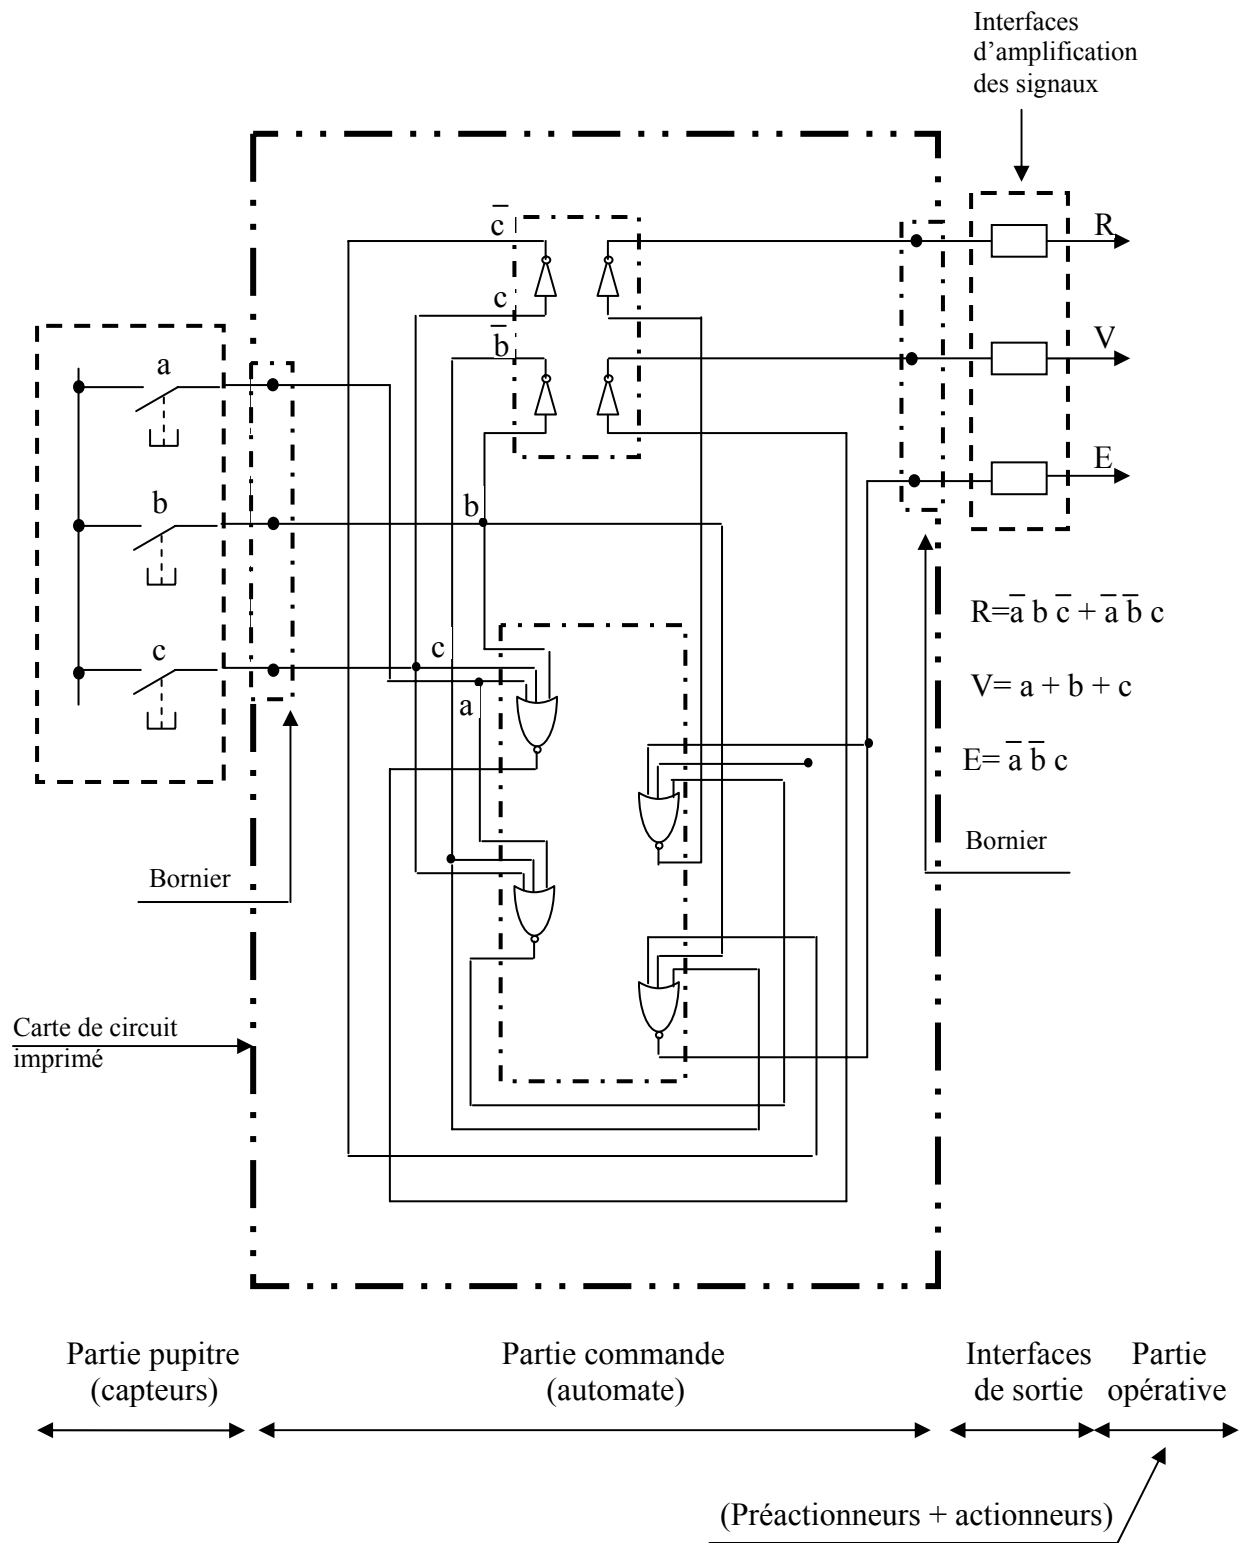 Interfaces
d’amplification
des signaux
c̅
R
c
b̅
V
a
E
b
b
R=a̅ b c̅ + a̅ b̅ c
c
c
V= a + b + c
a
E= a̅ b̅ c
Bornier
Bornier
Carte de circuit
imprimé
Partie pupitre
(capteurs)
Partie commande
(automate)
Interfaces
de sortie
Partie
opérative
(Préactionneurs + actionneurs)